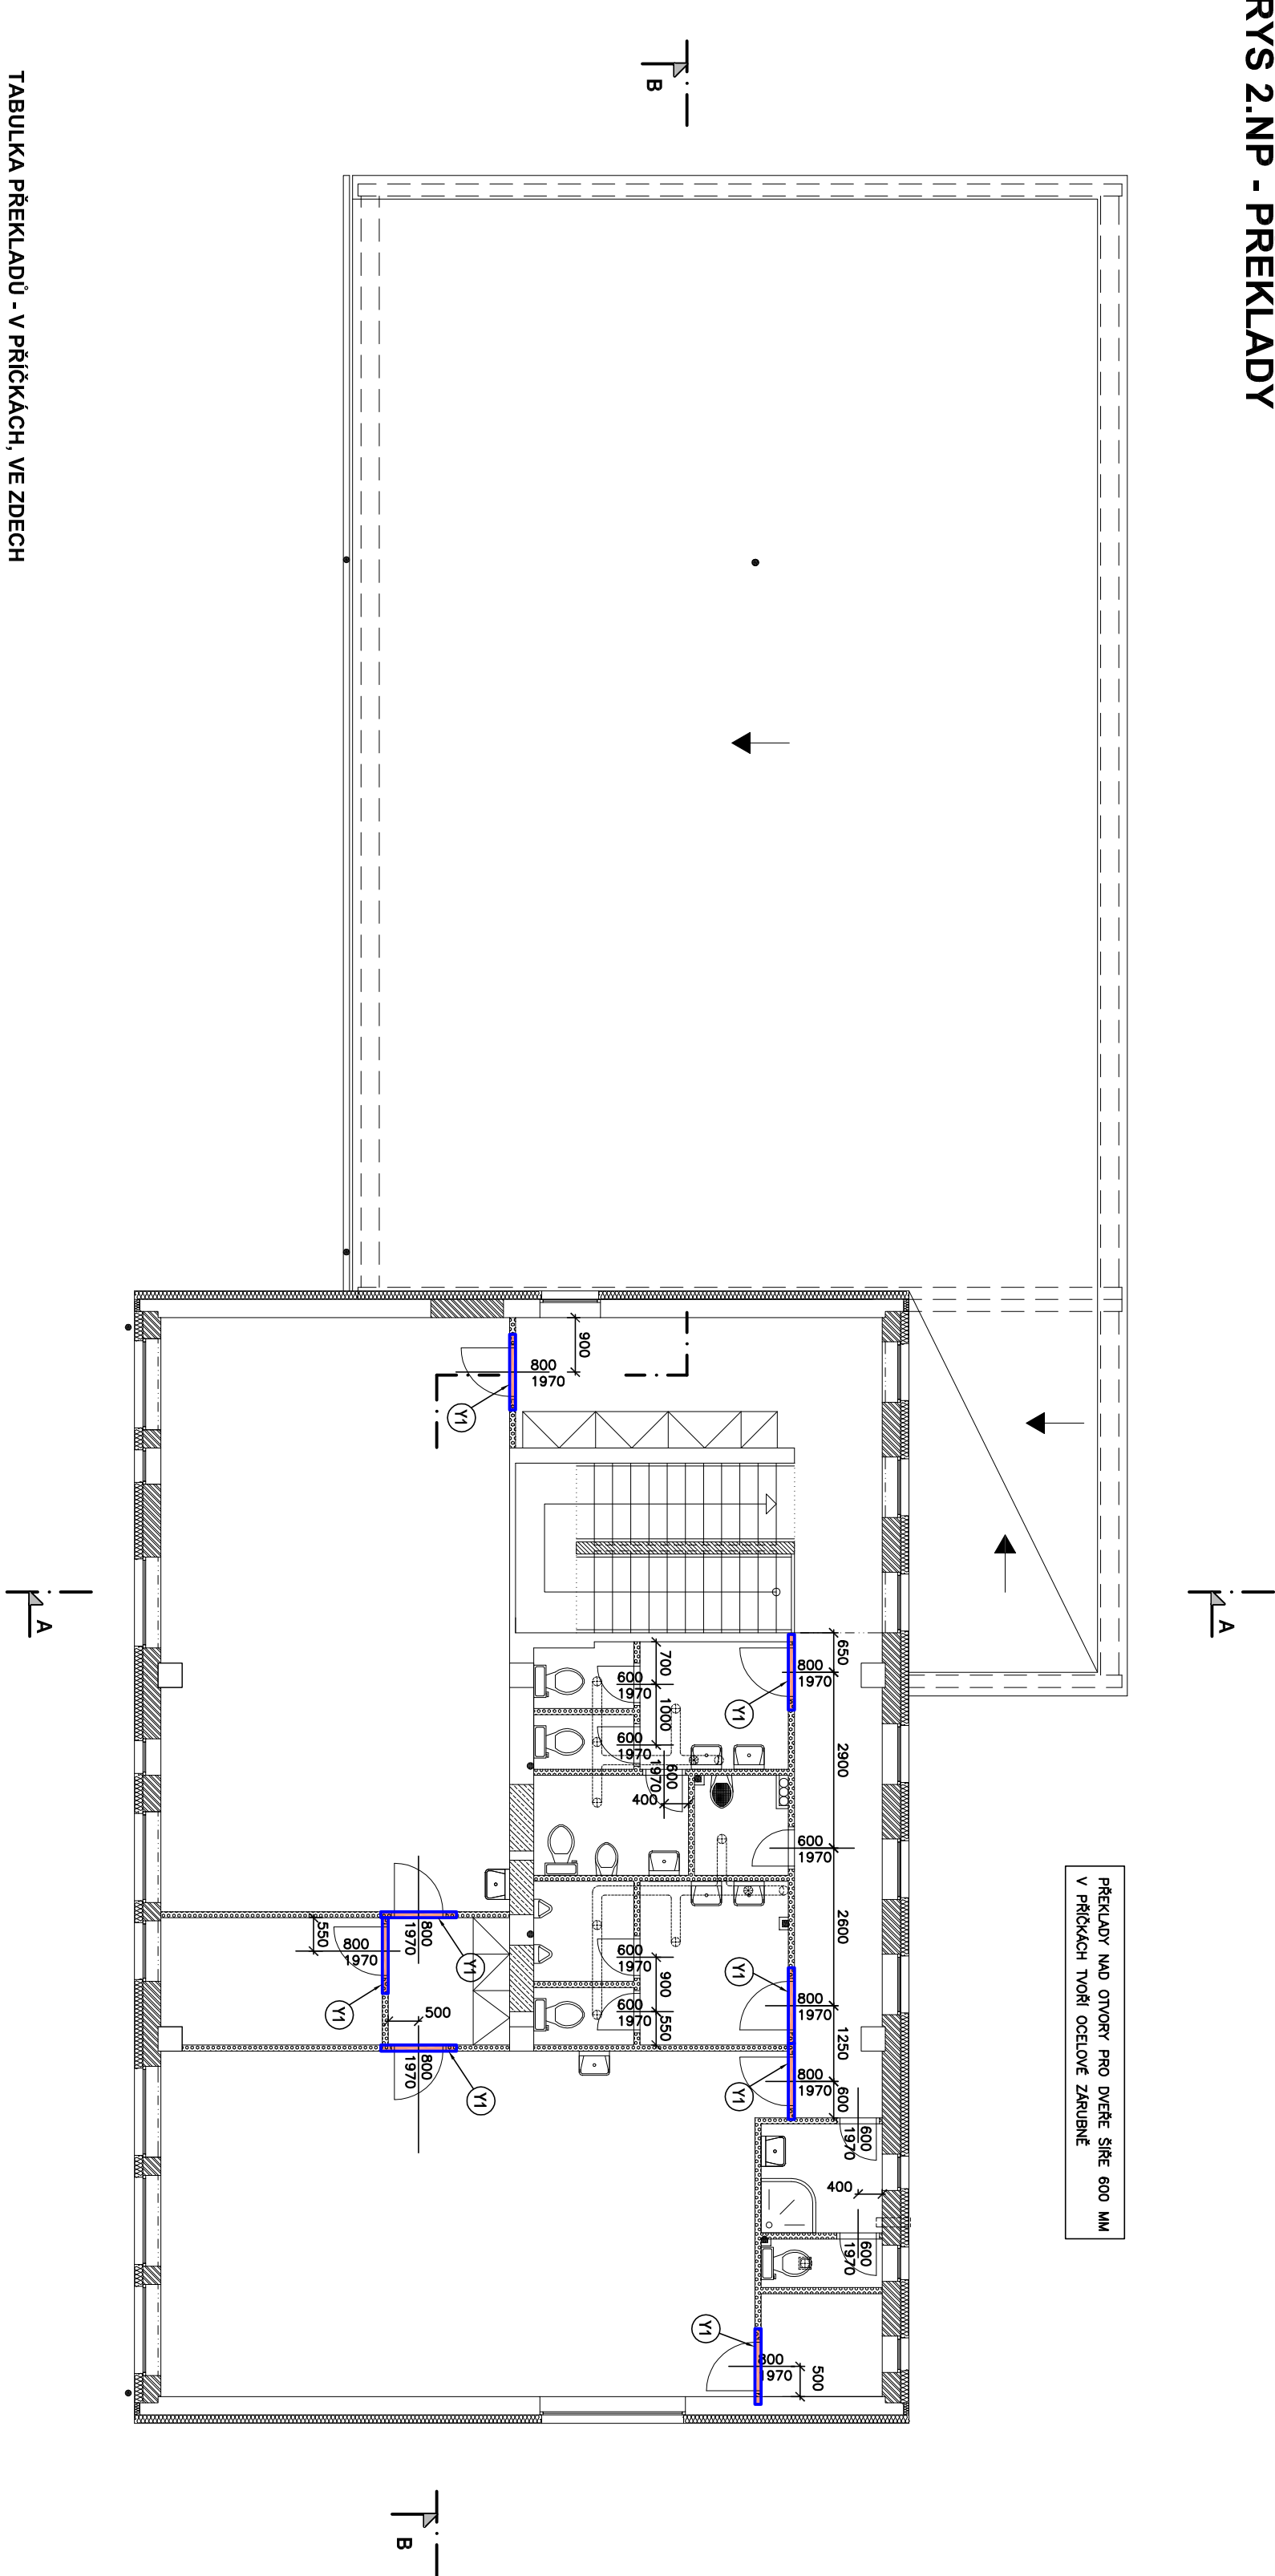 RYS 2.NP - PREKLADY
B
A
A
B
PŘEKLADY NAD OTVORY PRO DVEŘE ŠÍŘE 600 MM
V PŘÍČKÁCH TVOŘÍ OCELOVÉ ZÁRUBNĚ
900
800
1970
Y1
650
800
1970
Y1
2900
600
1970
2600
800
1970
Y1
1250
800
1970
Y1
600
600
1970
400
600
1970
800
1970
500
Y1
700
600
1970
1000
600
1970
600
1970
400
600
1970
900
600
1970
550
800
1970
Y1
550
800
1970
Y1
500
800
1970
Y1
TABULKA PŘEKLADŮ - V PŘÍČKÁCH, VE ZDECH